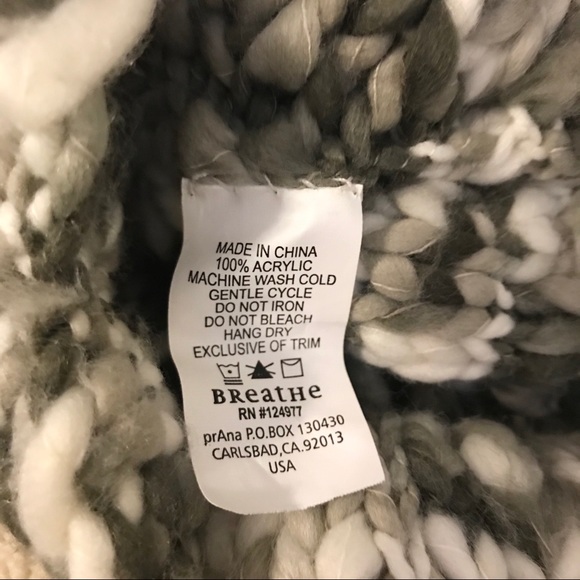 MADE IN CHINA
100% ACRYLIC
MACHINE WASH COLD
GENTLE CYCLE
DO NOT IRON
DO NOT BLEACH
HANG DRY
EXCLUSIVE OF TRIM
BReatHe
RN #124977
prAna P.O.BOX 130430
CARLSBAD,CA.92013
USA